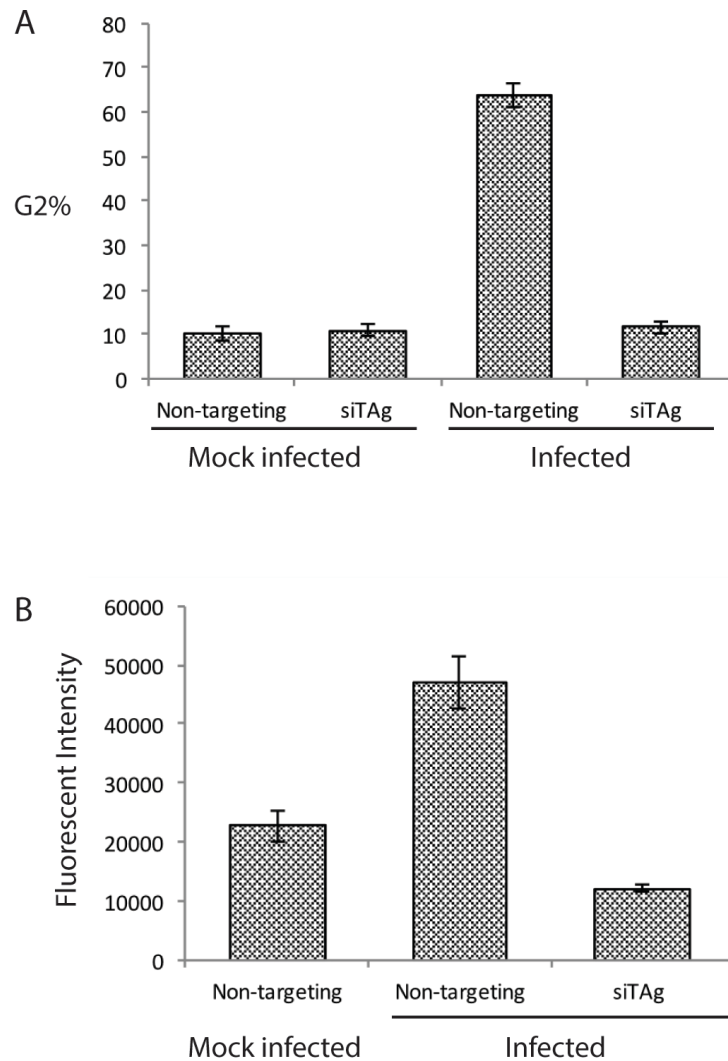 A
80
70
60
50
G2%
40
30
20
10
0
Non-targeting siTAg Non-targeting siTAg
Mock infected Infected
B
60000
50000
40000
30000
20000
10000
0
Fluorescent Intensity
Non-targeting Non-targeting siTAg
Mock infected Infected